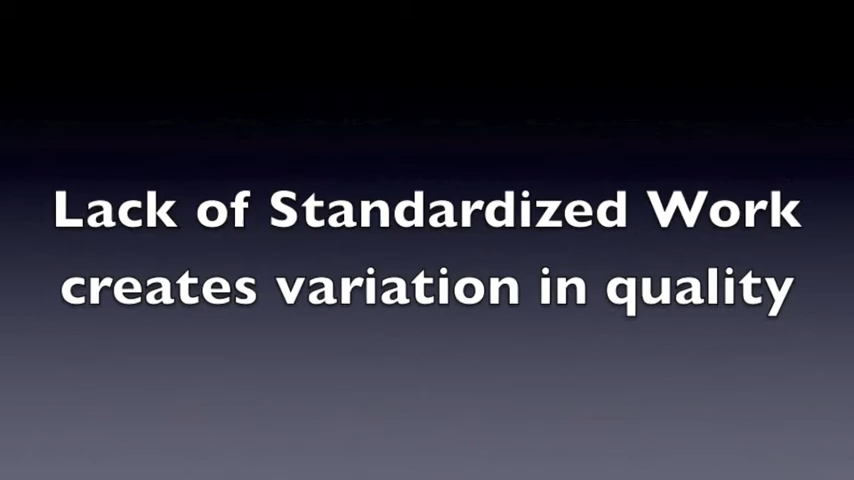 Lack of Standardized Work
creates variation in quality